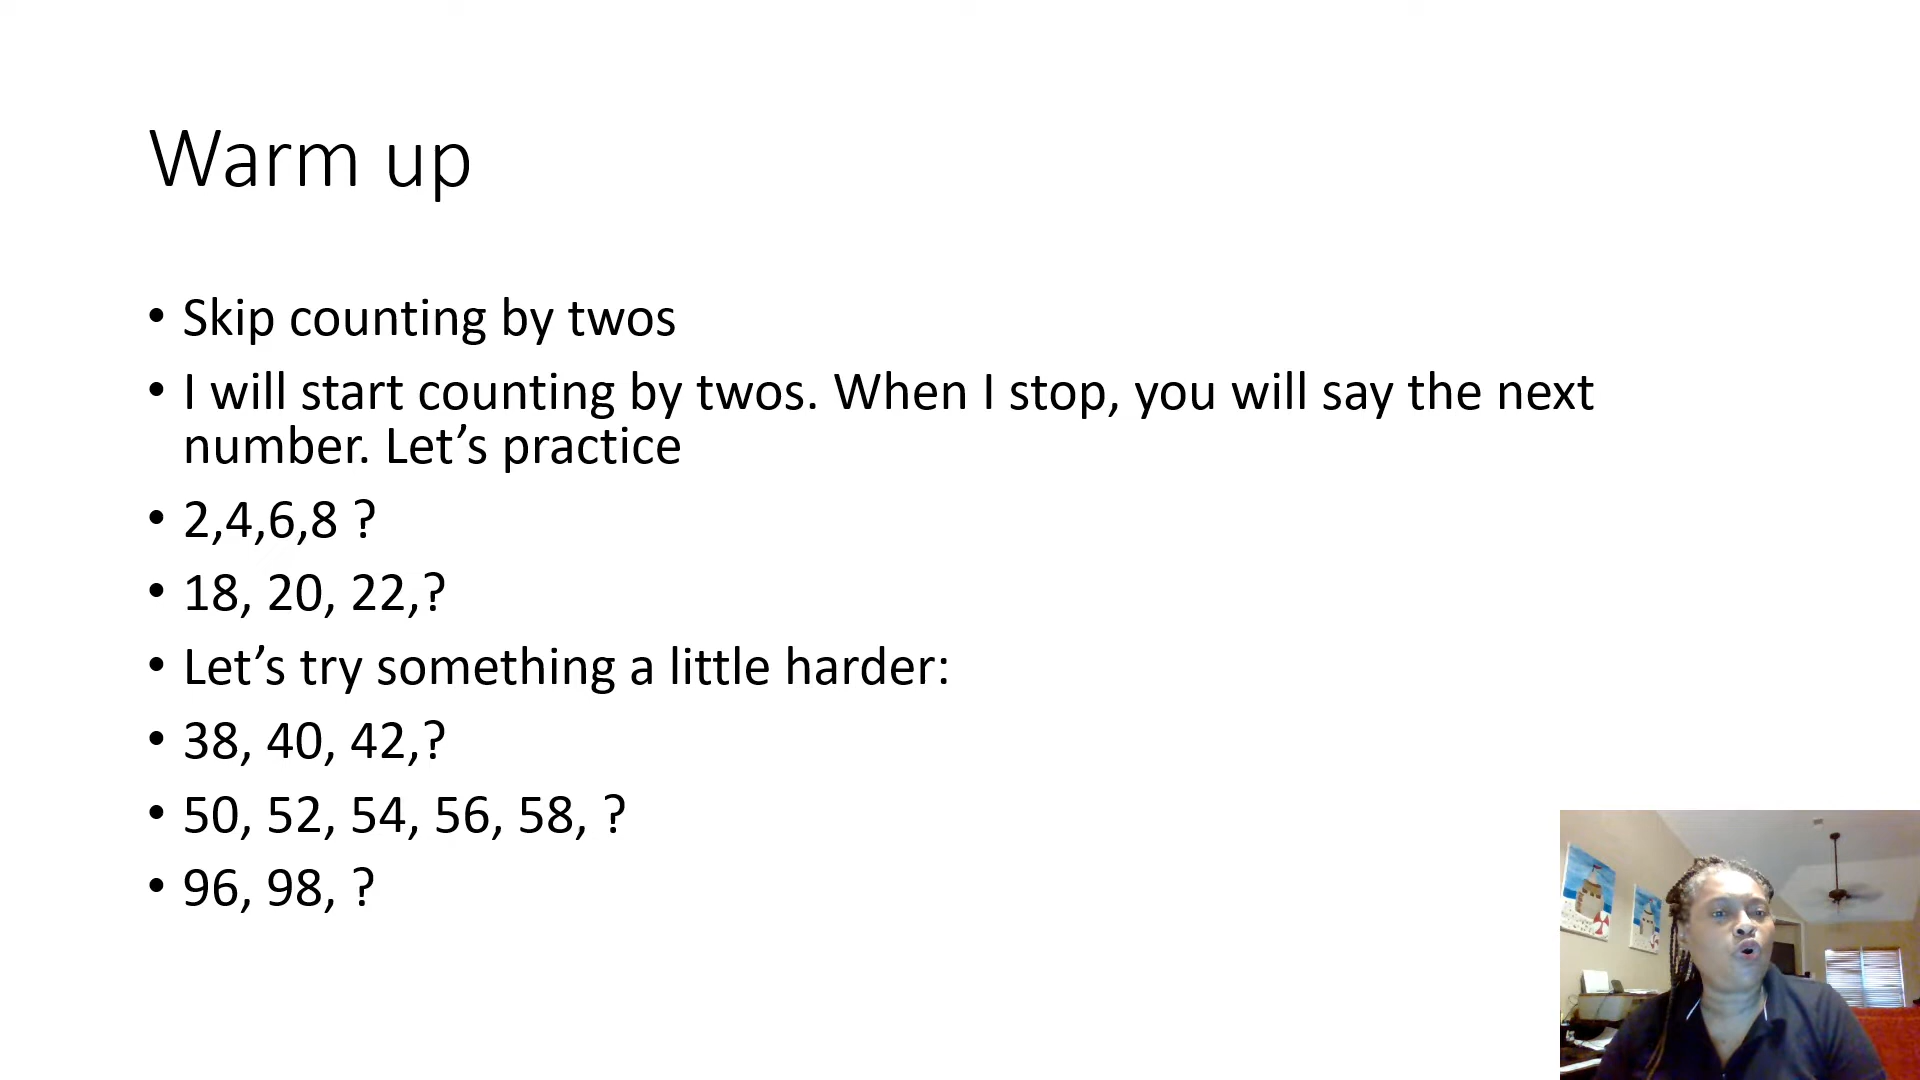 Warm up
• Skip counting by twos
• I will start counting by twos. When I stop, you will say the next
number. Let’s practice
• 2,4,6,8 ?
• 18, 20, 22,?
• Let’s try something a little harder:
• 38, 40, 42,?
• 50, 52, 54, 56, 58, ?
• 96, 98, ?